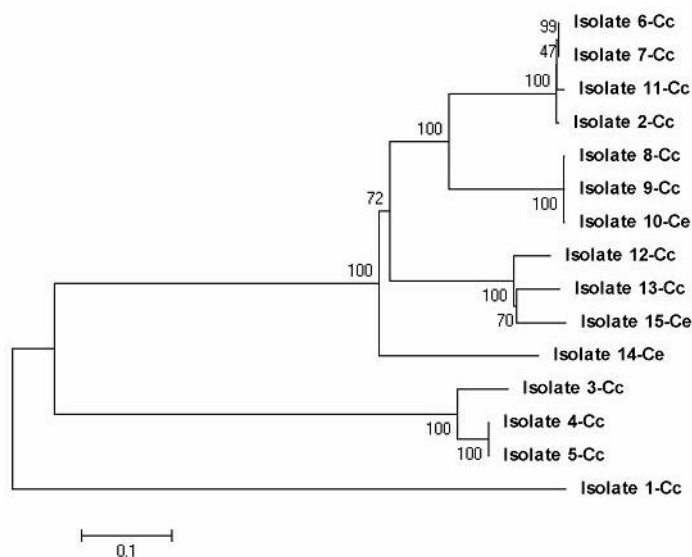 99
Isolate 6-Cc
47
Isolate 7-Cc
100
Isolate 11-Cc
Isolate 2-Cc
100
Isolate 8-Cc
Isolate 9-Cc
100
Isolate 10-Ce
72
Isolate 12-Cc
100
Isolate 13-Cc
100
70
Isolate 15-Ce
Isolate 14-Ce
Isolate 3-Cc
100
Isolate 4-Cc
100
Isolate 5-Cc
Isolate 1-Cc
0.1